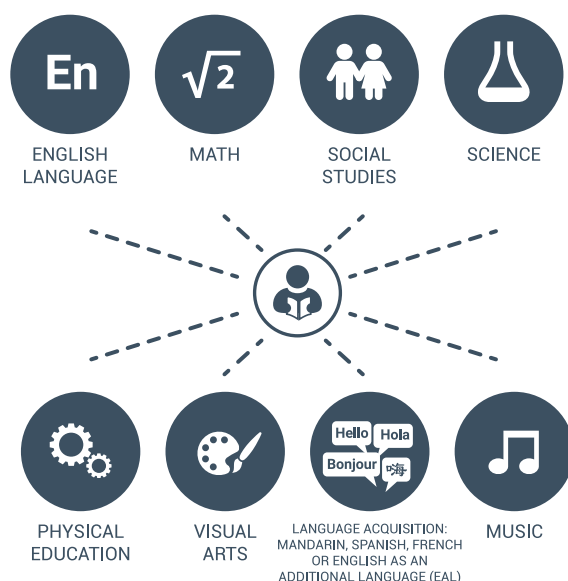 En
√2
ENGLISH
LANGUAGE
MATH
SOCIAL
STUDIES
SCIENCE
Hello
Hola
Bonjour
嗨
PHYSICAL
EDUCATION
VISUAL
ARTS
LANGUAGE ACQUISITION:
MANDARIN, SPANISH, FRENCH
OR ENGLISH AS AN
ADDITIONAL LANGUAGE (EAL)
MUSIC